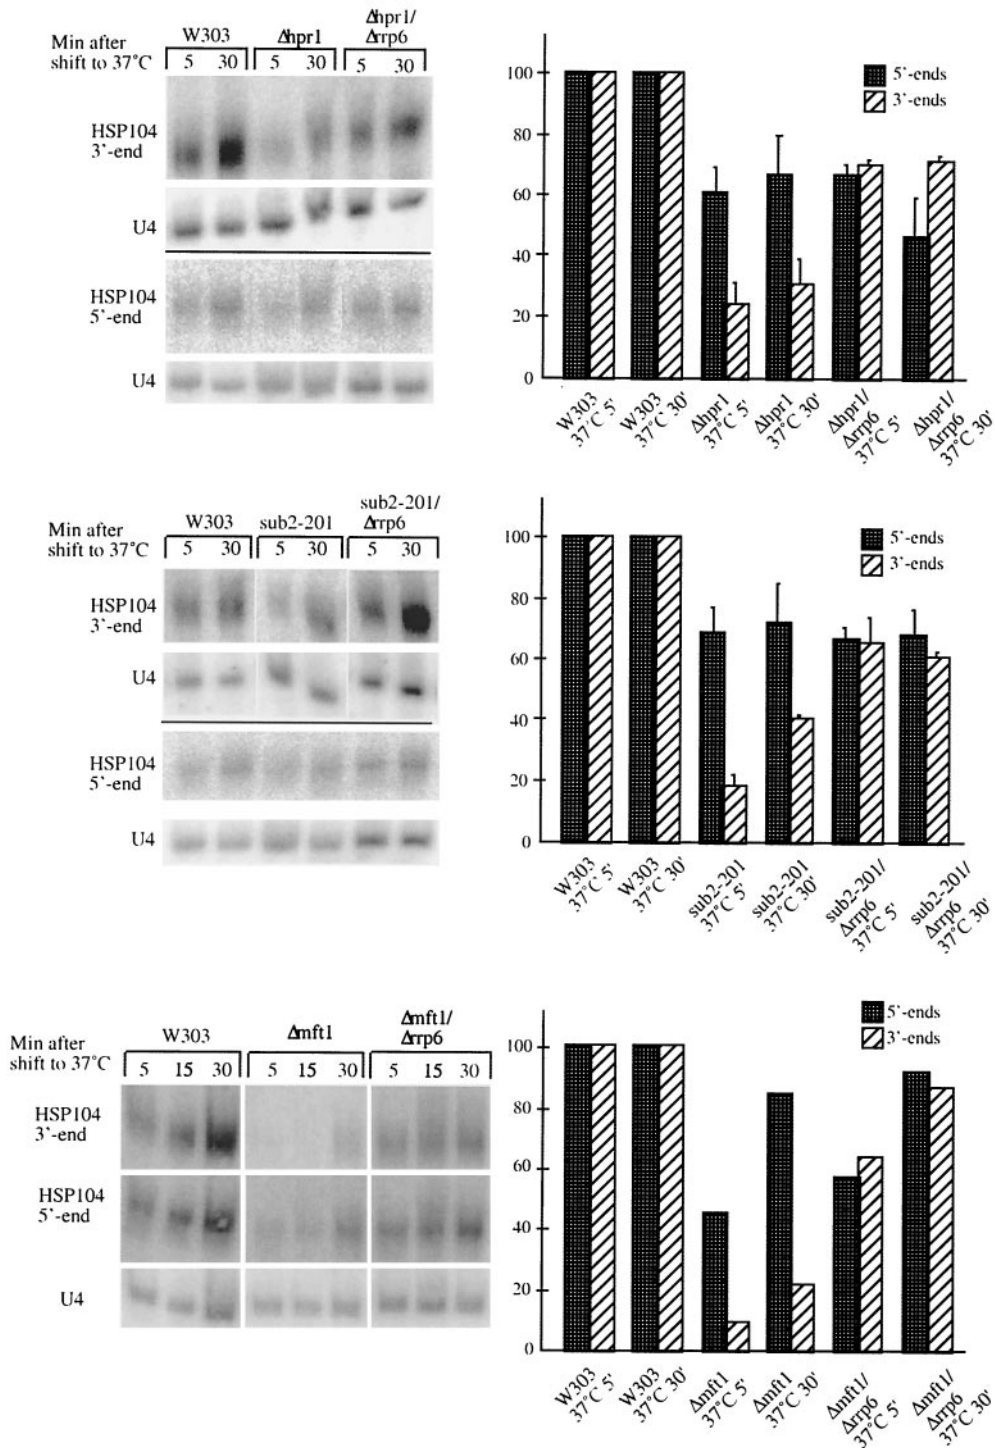 Min after
shift to 37°C
W303 Δhpr1 Δhpr1/
Δrrp6
5 30 5 30 5 30
HSP104
3'-end
U4
HSP104
5'-end
U4
5'-ends
3'-ends
100
80
60
40
20
0
W303
37°C 5'
W303
37°C 30'
Δhpr1
37°C 5'
Δhpr1
37°C 30'
Δhpr1/
Δrrp6
37°C 5'
Δhpr1/
Δrrp6
37°C 30'
Min after
shift to 37°C
W303 sub2-201 sub2-201/
Δrrp6
5 30 5 30 5 30
HSP104
3'-end
U4
HSP104
5'-end
U4
5'-ends
3'-ends
100
80
60
40
20
0
W303
37°C 5'
W303
37°C 30'
sub2-201
37°C 5'
sub2-201
37°C 30'
sub2-201/
Δrrp6
37°C 5'
sub2-201/
Δrrp6
37°C 30'
Min after
shift to 37°C
W303 Δmft1 Δmft1/
Δrrp6
5 15 30 5 15 30 5 15 30
HSP104
3'-end
HSP104
5'-end
U4
5'-ends
3'-ends
100
80
60
40
20
0
W303
37°C 5'
W303
37°C 30'
Δmft1
37°C 5'
Δmft1
37°C 30'
Δmft1/
Δrrp6
37°C 5'
Δmft1/
Δrrp6
37°C 30'